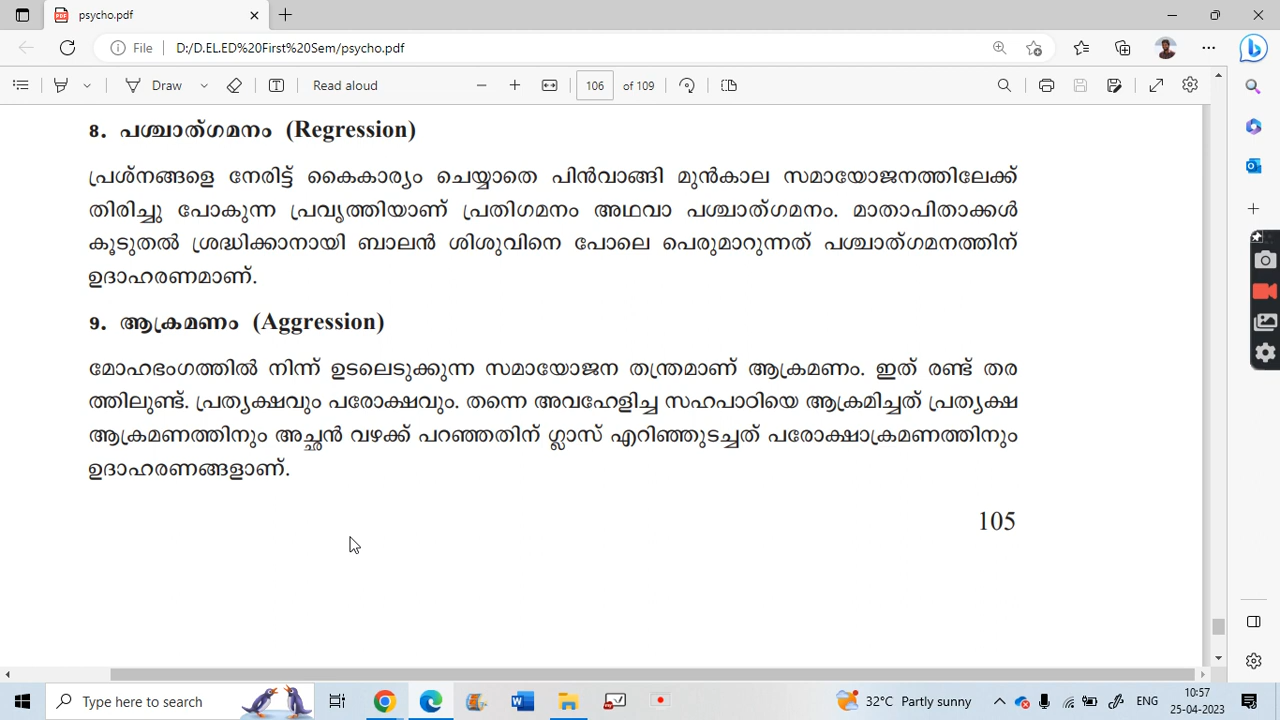 psycho.pdf
File D:/D.EL.ED%20First%20Sem/psycho.pdf
Draw Read aloud 106 of 109
8. പശ്ചാത്ഗമനം (Regression)
പ്രശ്നങ്ങളെ നേരിട്ട് കൈകാര്യം ചെയ്യാതെ പിൻവാങ്ങി മുൻകാല സമായോജനത്തിലേക്ക്
തിരിച്ചു പോകുന്ന പ്രവൃത്തിയാണ് പ്രതിഗമനം അഥവാ പശ്ചാത്ഗമനം. മാതാപിതാക്കൾ
കൂടുതൽ ശ്രദ്ധിക്കാനായി ബാലൻ ശിശുവിനെ പോലെ പെരുമാറുന്നത് പശ്ചാത്ഗമനത്തിന്
ഉദാഹരണമാണ്.
9. ആക്രമണം (Aggression)
മോഹഭംഗത്തിൽ നിന്ന് ഉടലെടുക്കുന്ന സമായോജന തന്ത്രമാണ് ആക്രമണം. ഇത് രണ്ട് തര
ത്തിലുണ്ട്. പ്രത്യക്ഷവും പരോക്ഷവും. തന്നെ അവഹേളിച്ച സഹപാഠിയെ ആക്രമിച്ചത് പ്രത്യക്ഷ
ആക്രമണത്തിനും അച്ഛൻ വഴക്ക് പറഞ്ഞതിന് ഗ്ലാസ് എറിഞ്ഞുടച്ചത് പരോക്ഷാക്രമണത്തിനും
ഉദാഹരണങ്ങളാണ്.
105
Type here to search 32°C Partly sunny ENG 10:57
25-04-2023